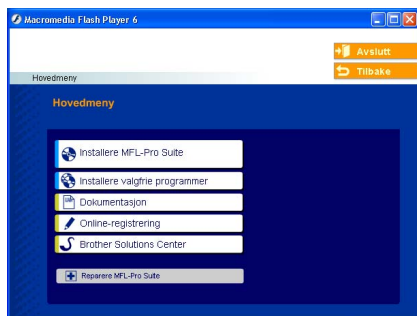 Macromedia Flash Player 6
Avslutt
Tilbake
Hovedmeny
Hovedmeny
Installere MFL-Pro Suite
Installere valgfrie programmer
Dokumentasjon
Online-registrering
Brother Solutions Center
Reparere MFL-Pro Suite